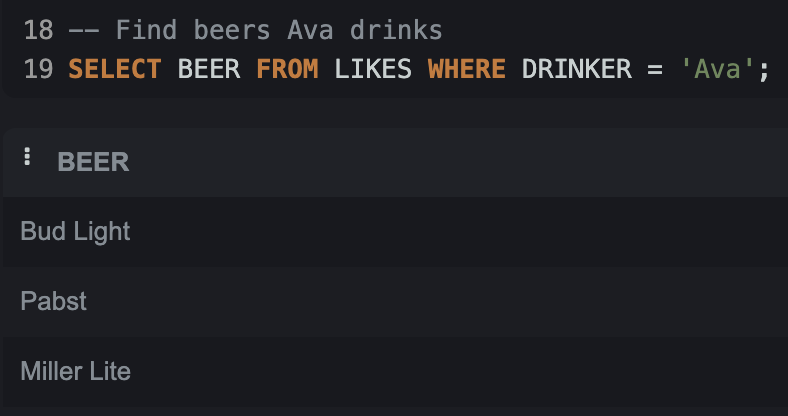 18 -- Find beers Ava drinks
19 SELECT BEER FROM LIKES WHERE DRINKER = 'Ava';
BEER
Bud Light
Pabst
Miller Lite